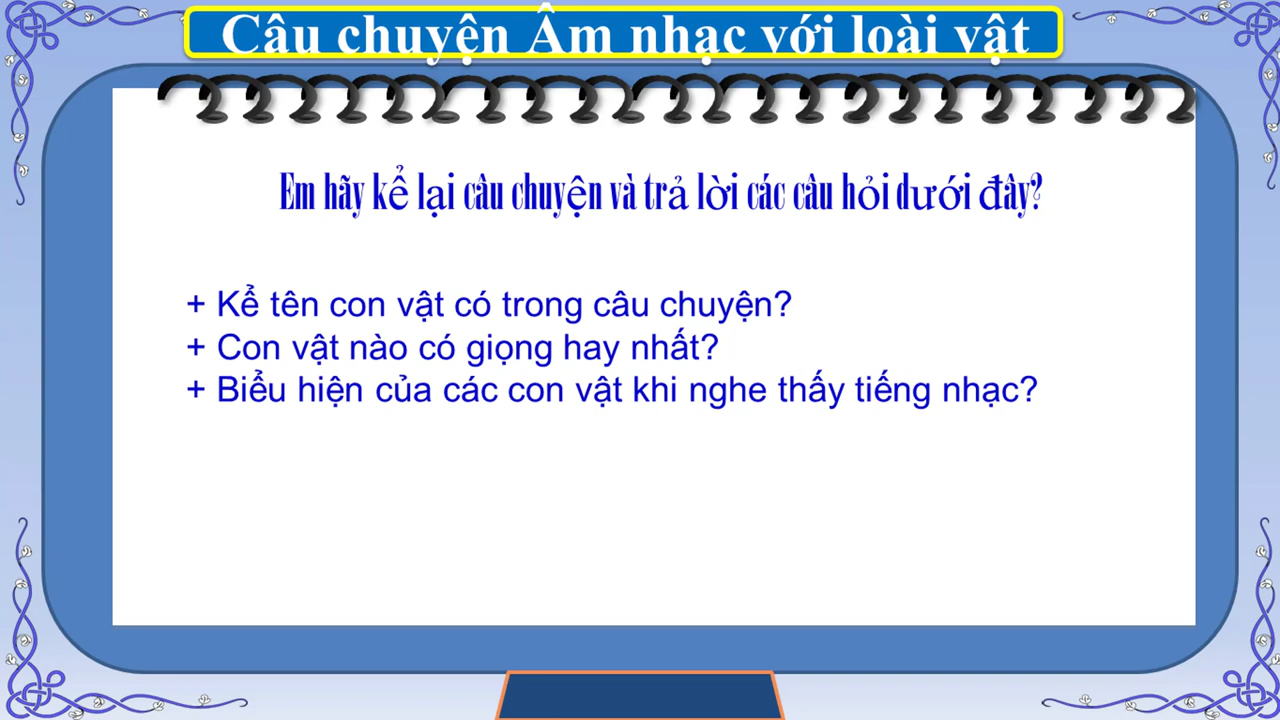 Câu chuyện Âm nhạc với loài vật
Em hãy kể lại câu chuyện và trả lời các câu hỏi dưới đây?
+ Kể tên con vật có trong câu chuyện?
+ Con vật nào có giọng hay nhất?
+ Biểu hiện của các con vật khi nghe thấy tiếng nhạc?